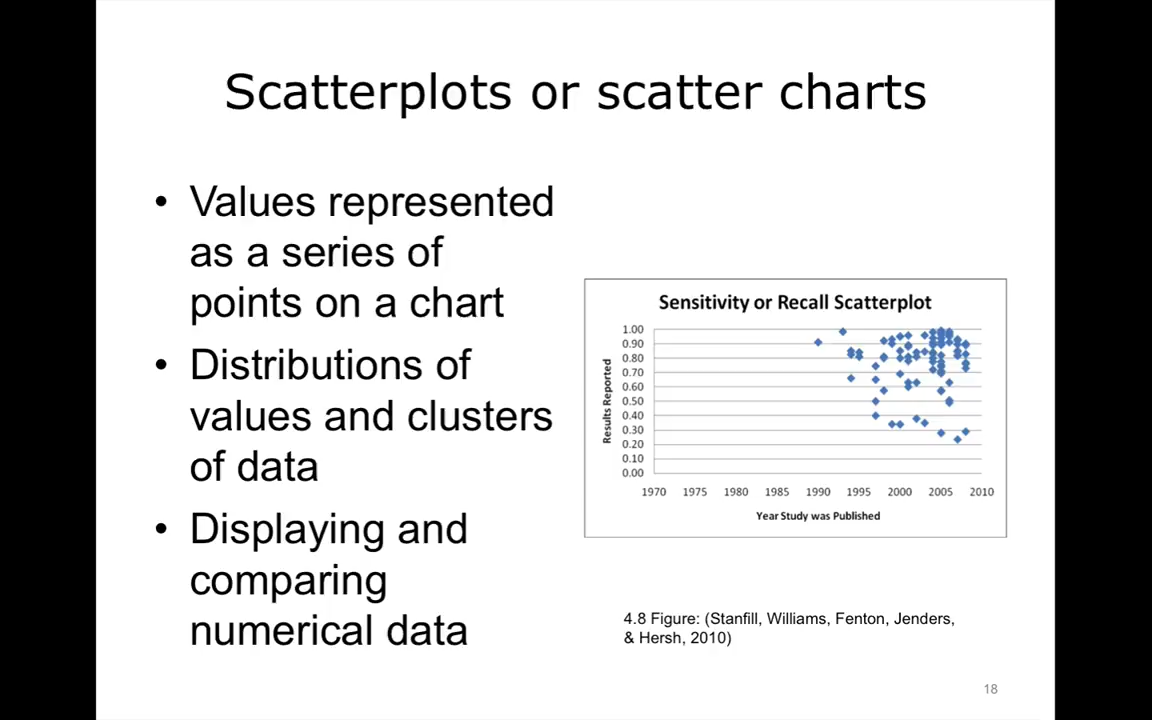 Scatterplots or scatter charts
• Values represented
as a series of
points on a chart
• Distributions of
values and clusters
of data
• Displaying and
comparing
numerical data
Sensitivity or Recall Scatterplot
Results Reported
1.00
0.90
0.80
0.70
0.60
0.50
0.40
0.30
0.20
0.10
0.00
1970 1975 1980 1985 1990 1995 2000 2005 2010
Year Study was Published
4.8 Figure: (Stanfill, Williams, Fenton, Jenders,
& Hersh, 2010)
18